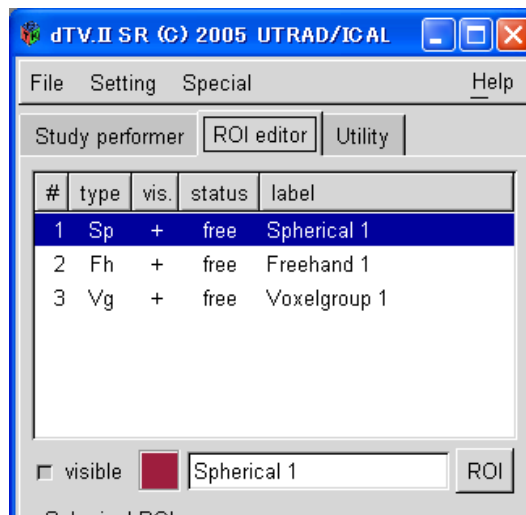 dTV.II SR (C) 2005 UTRAD/ICAL
File Setting Special Help
Study performer ROI editor Utility
# type vis. status label
1 Sp + free Spherical 1
2 Fh + free Freehand 1
3 Vg + free Voxelgroup 1
visible Spherical 1 ROI